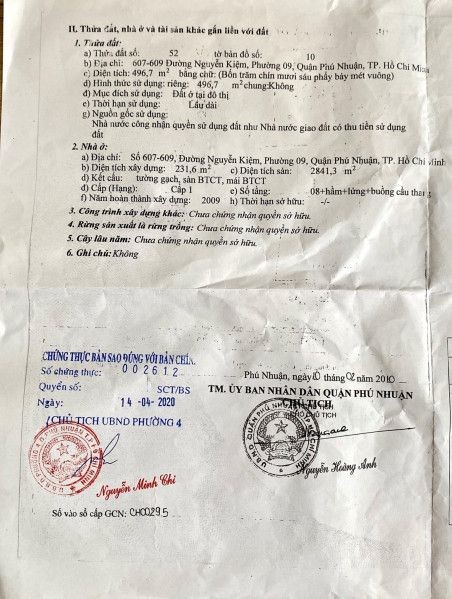 II. Thửa đất, nhà ở và tài sản khác gắn liền với đất
1. Thửa đất:
a) Thửa đất số: 52 tờ bản đồ số: 10
b) Địa chỉ: 607-609 Đường Nguyễn Kiệm, Phường 09, Quận Phú Nhuận, TP. Hồ Chí Minh
c) Diện tích: 496,7 m² bằng chữ: (Bốn trăm chín mươi sáu phẩy bảy mét vuông)
d) Hình thức sử dụng: riêng: 496,7 m² chung:Không
đ) Mục đích sử dụng: Đất ở tại đô thị
e) Thời hạn sử dụng: Lâu dài
g) Nguồn gốc sử dụng:
Nhà nước công nhận quyền sử dụng đất như Nhà nước giao đất có thu tiền sử dụng
đất
2. Nhà ở:
a) Địa chỉ: Số 607-609, Đường Nguyễn Kiệm, Phường 09, Quận Phú Nhuận, TP. Hồ Chí Minh
b) Diện tích xây dựng: 231,6 m² c) Diện tích sàn: 2841,3 m²
d) Kết cấu: tường gạch, sàn BTCT, mái BTCT
đ) Cấp (Hạng): Cấp 1 e) Số tầng: 08+hầm+lửng+buồng cầu thang
f) Năm hoàn thành xây dựng: 2009 h) Thời hạn sở hữu: -/-
3. Công trình xây dựng khác: Chưa chứng nhận quyền sở hữu.
4. Rừng sản xuất là rừng trồng: Chưa chứng nhận quyền sở hữu.
5. Cây lâu năm: Chưa chứng nhận quyền sở hữu.
6. Ghi chú:Không
CHỨNG THỰC BẢN SAO ĐÚNG VỚI BẢN CHÍNH
Số chứng thực: 002612
Quyển số: SCT/BS
Ngày: 14 -04- 2020
CHỦ TỊCH UBND PHƯỜNG 4
Nguyễn Minh Chí
Số vào sổ cấp GCN: CH00295
Phú Nhuận, ngày 10 tháng 02 năm 2010
TM. ỦY BAN NHÂN DÂN QUẬN PHÚ NHUẬN
CHỦ TỊCH
PHÓ CHỦ TỊCH
Nguyễn Hoàng Anh